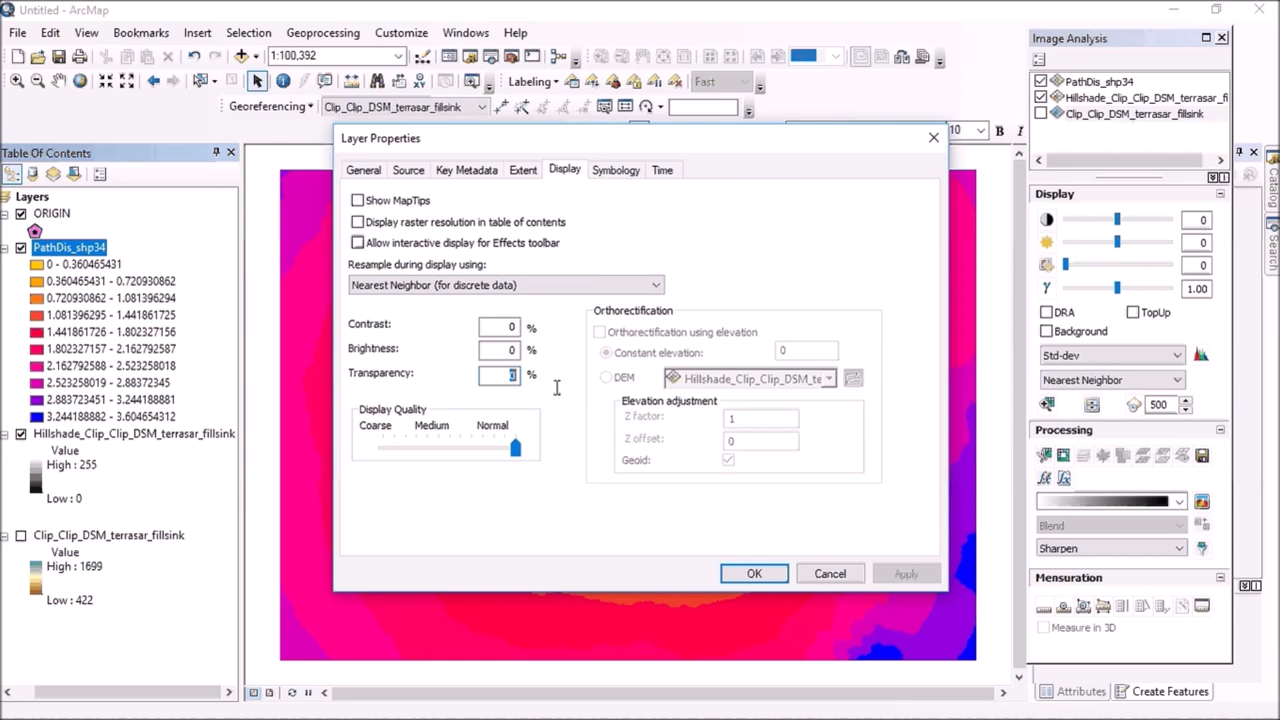 Untitled - ArcMap
File Edit View Bookmarks Insert Selection Geoprocessing Customize Windows Help
1:100,392
Labeling Fast
Georeferencing Clip_Clip_DSM_terrasar_fillsink
10 B I
Table Of Contents
Layers
ORIGIN
PathDis_shp34
0 - 0.360465431
0.360465431 - 0.720930862
0.720930862 - 1.081396294
1.081396295 - 1.441861725
1.441861726 - 1.802327156
1.802327157 - 2.162792587
2.162792588 - 2.523258018
2.523258019 - 2.88372345
2.883723451 - 3.244188881
3.244188882 - 3.604654312
Hillshade_Clip_Clip_DSM_terrasar_fillsink
Value
High : 255
Low : 0
Clip_Clip_DSM_terrasar_fillsink
Value
High : 1699
Low : 422
Layer Properties
General Source Key Metadata Extent Display Symbology Time
Show MapTips
Display raster resolution in table of contents
Allow interactive display for Effects toolbar
Resample during display using:
Nearest Neighbor (for discrete data)
Contrast: 0 %
Brightness: 0 %
Transparency: 0 %
Display Quality
Coarse Medium Normal
Orthorectification
Orthorectification using elevation
Constant elevation: 0
DEM Hillshade_Clip_Clip_DSM_te
Elevation adjustment
Z factor: 1
Z offset: 0
Geoid:
OK Cancel Apply
Image Analysis
PathDis_shp34
Hillshade_Clip_Clip_DSM_terrasar_fi
Clip_Clip_DSM_terrasar_fillsink
Display
0
0
0
γ 1.00
DRA TopUp
Background
Std-dev
Nearest Neighbor
500
Processing
Blend
Sharpen
Mensuration
Measure in 3D
Attributes Create Features
Catalog
Search